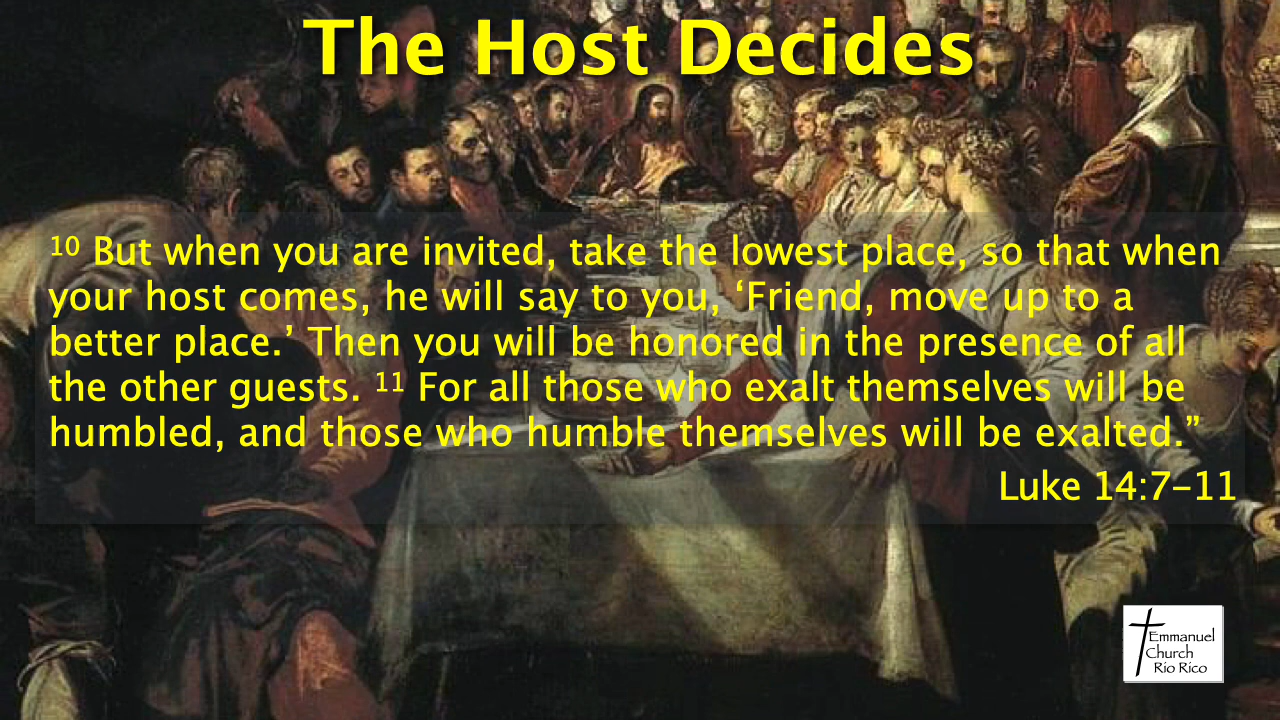 The Host Decides
10 But when you are invited, take the lowest place, so that when
your host comes, he will say to you, ‘Friend, move up to a
better place.’ Then you will be honored in the presence of all
the other guests. 11 For all those who exalt themselves will be
humbled, and those who humble themselves will be exalted.”
Luke 14:7–11
Emmanuel
Church
Rio Rico